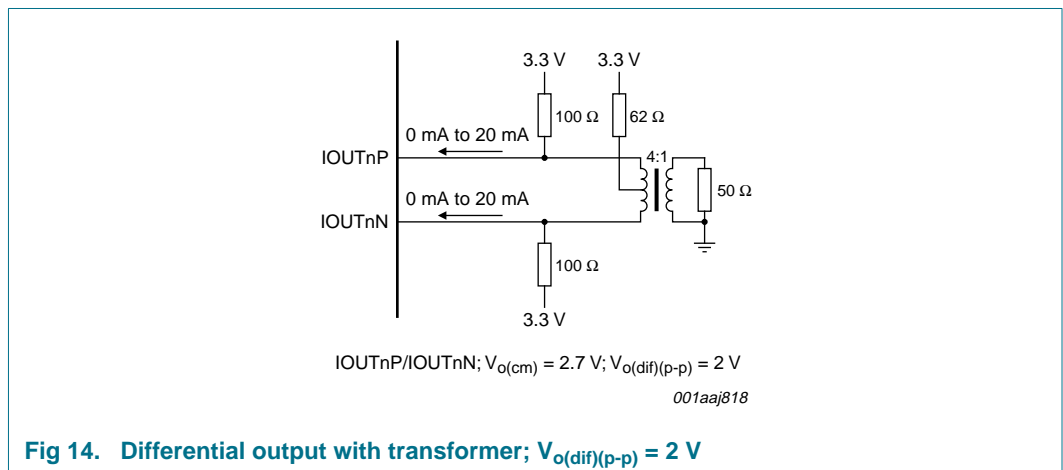 3.3 V 3.3 V
100 Ω 62 Ω
0 mA to 20 mA
IOUTnP
4:1
50 Ω
0 mA to 20 mA
IOUTnN
100 Ω
3.3 V
IOUTnP/IOUTnN; Vo(cm) = 2.7 V; Vo(dif)(p-p) = 2 V
001aaj818
Fig 14. Differential output with transformer; Vo(dif)(p-p) = 2 V